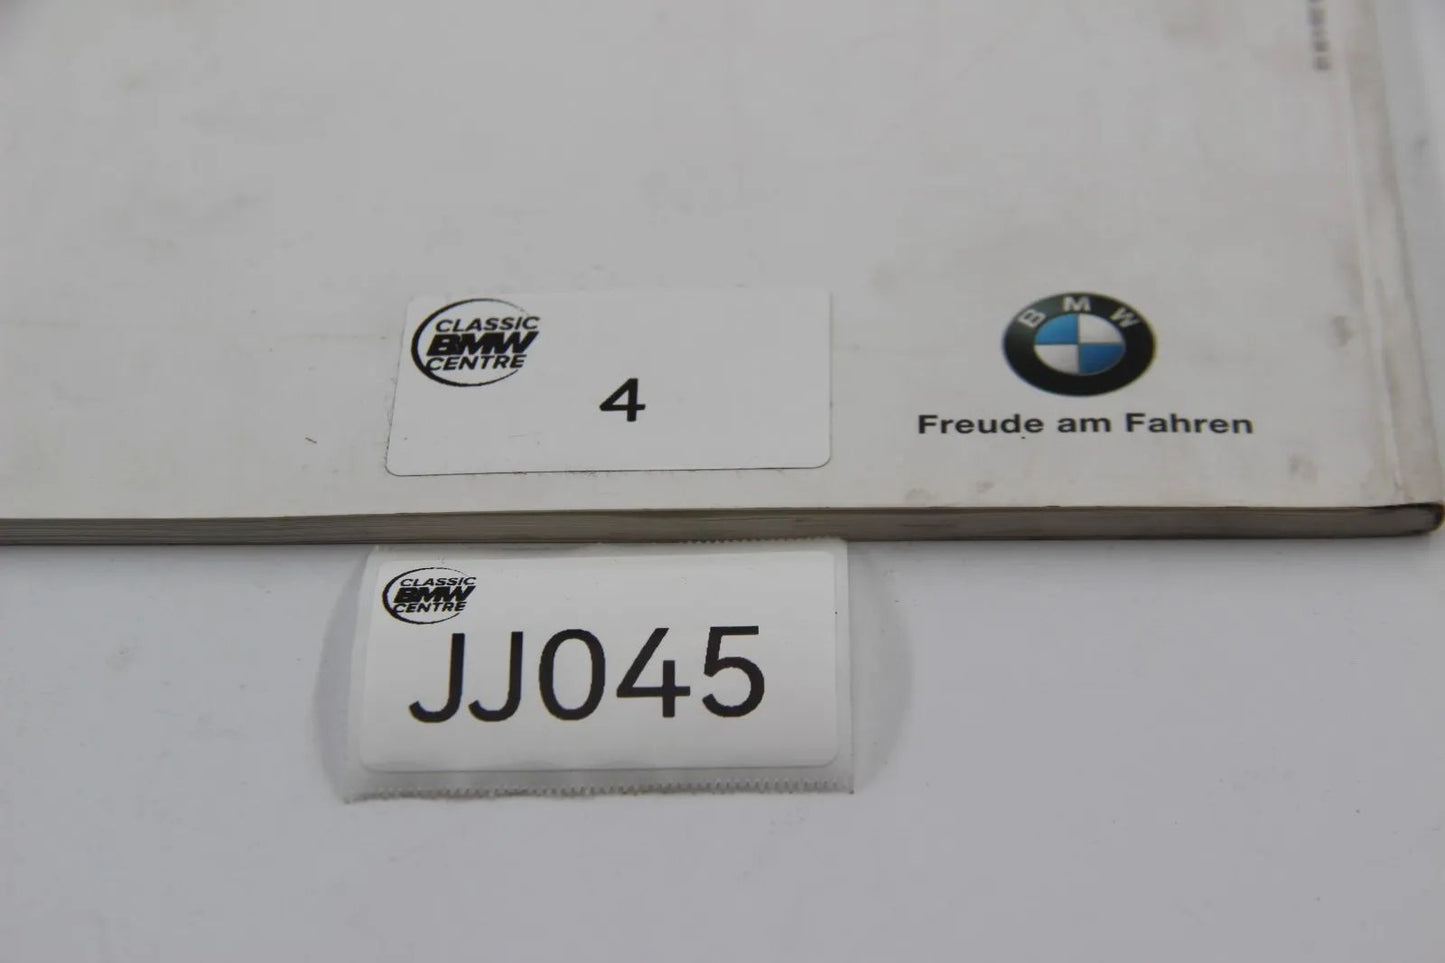 BMW
Freude am Fahren
CLASSIC
BMW
CENTRE
4
CLASSIC
BMW
CENTRE
JJ045